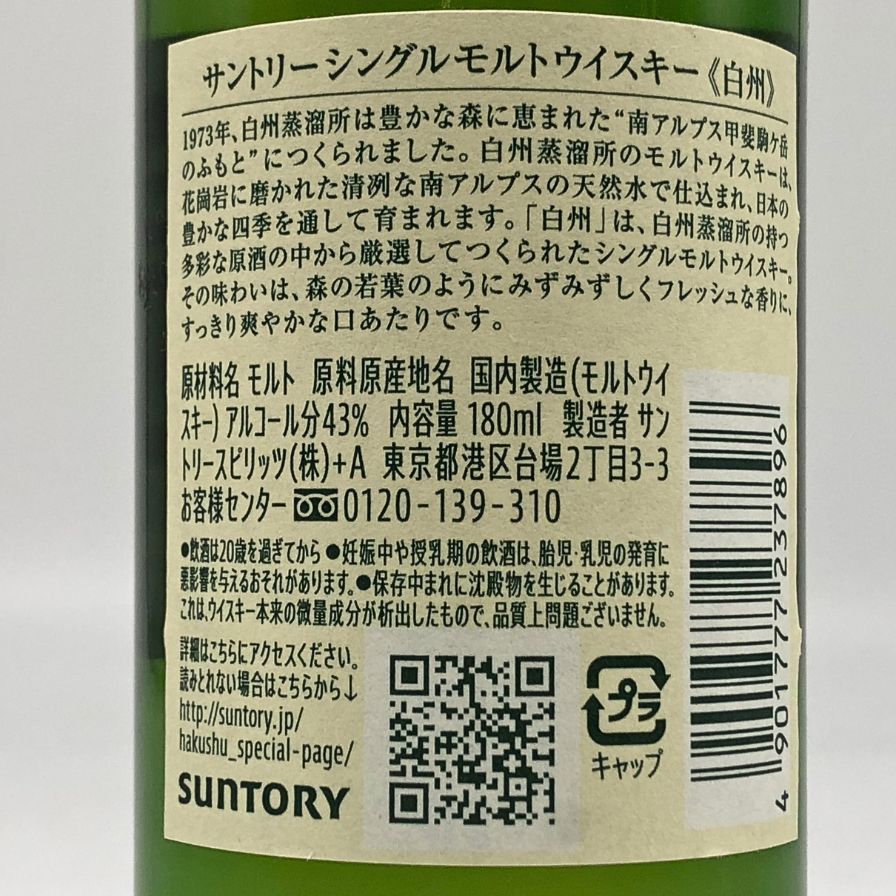 サントリーシングルモルトウイスキー《白州》
1973年、白州蒸溜所は豊かな森に恵まれた“南アルプス甲斐駒ケ岳
のふもと”につくられました。白州蒸溜所のモルトウイスキーは、
花崗岩に磨かれた清冽な南アルプスの天然水で仕込まれ、日本の
豊かな四季を通して育まれます。「白州」は、白州蒸溜所の持つ
多彩な原酒の中から厳選してつくられたシングルモルトウイスキー。
その味わいは、森の若葉のようにみずみずしくフレッシュな香りに、
すっきり爽やかな口あたりです。
原材料名 モルト 原料原産地名 国内製造(モルトウイ
スキー) アルコール分43% 内容量 180ml 製造者 サン
トリースピリッツ(株)+A 東京都港区台場2丁目3-3
お客様センター 0120-139-310
●飲酒は20歳を過ぎてから ●妊娠中や授乳期の飲酒は、胎児・乳児の発育に
悪影響を与えるおそれがあります。●保存中まれに沈殿物を生じることがあります。
これは、ウイスキー本来の微量成分が析出したもので、品質上問題ございません。
詳細はこちらにアクセスください。
読みとれない場合はこちらから↓
http://suntory.jp/
hakushu_special-page/
SUNTORY
プラ
キャップ
4 901777 237896